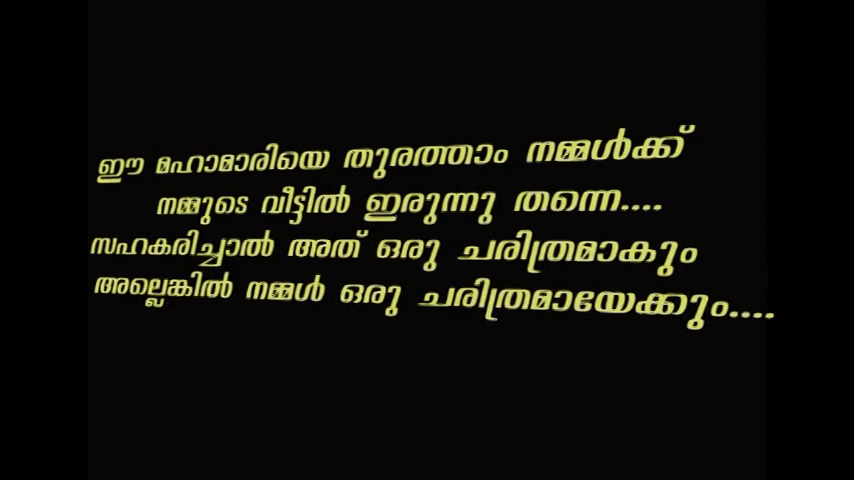 ഈ മഹാമാരിയെ തുരത്താം നമ്മൾക്ക്
നമ്മുടെ വീട്ടിൽ ഇരുന്നു തന്നെ....
സഹകരിച്ചാൽ അത് ഒരു ചരിത്രമാകും
അല്ലെങ്കിൽ നമ്മൾ ഒരു ചരിത്രമായേക്കും....